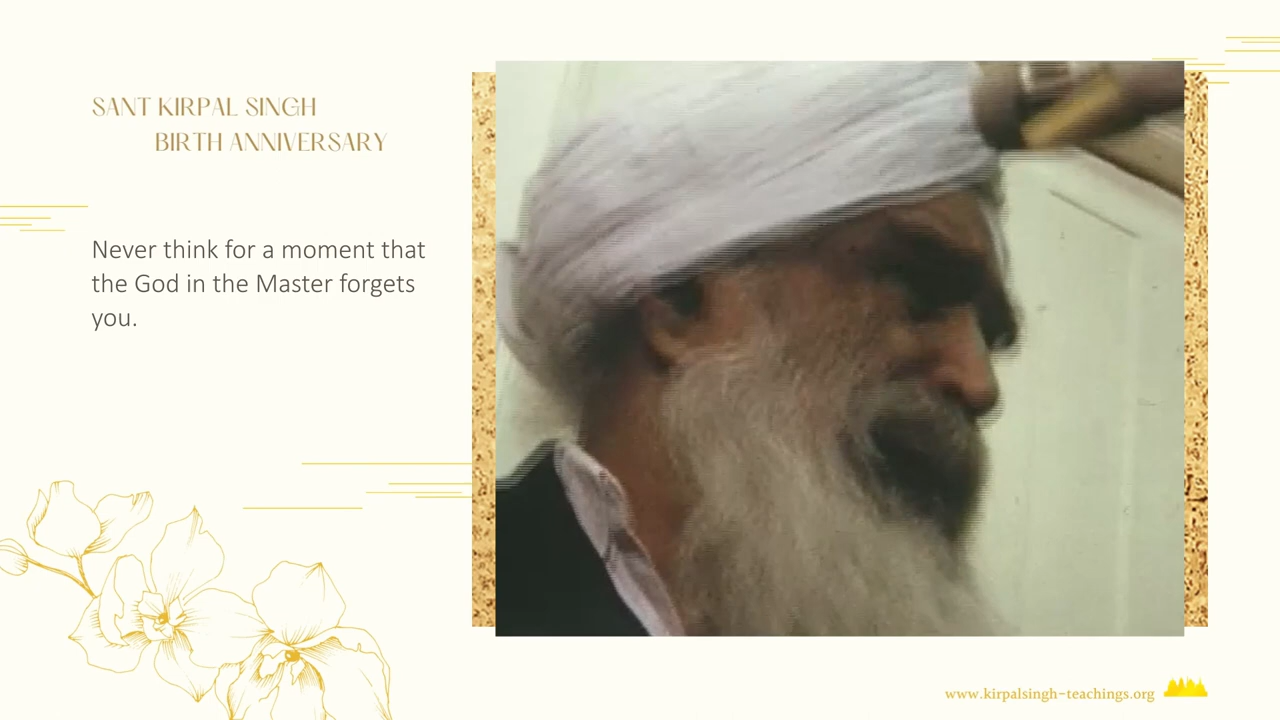 SANT KIRPAL SINGH
BIRTH ANNIVERSARY
Never think for a moment that
the God in the Master forgets
you.
www.kirpalsingh-teachings.org